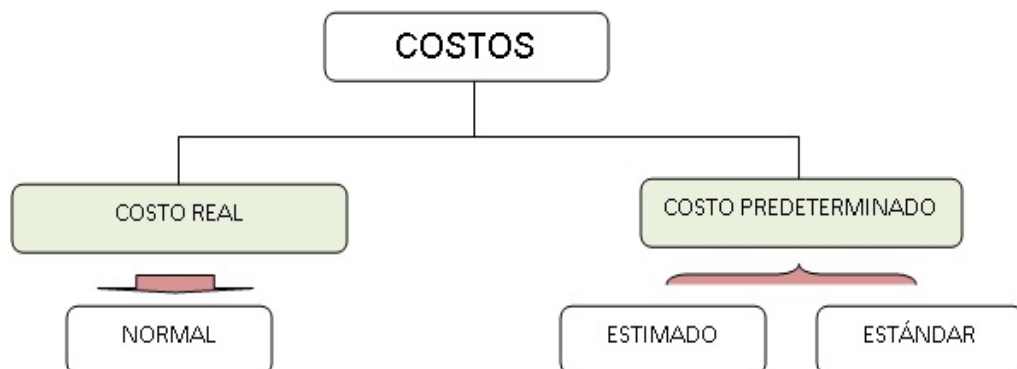 COSTOS
COSTO REAL
COSTO PREDETERMINADO
NORMAL
ESTIMADO
ESTÁNDAR